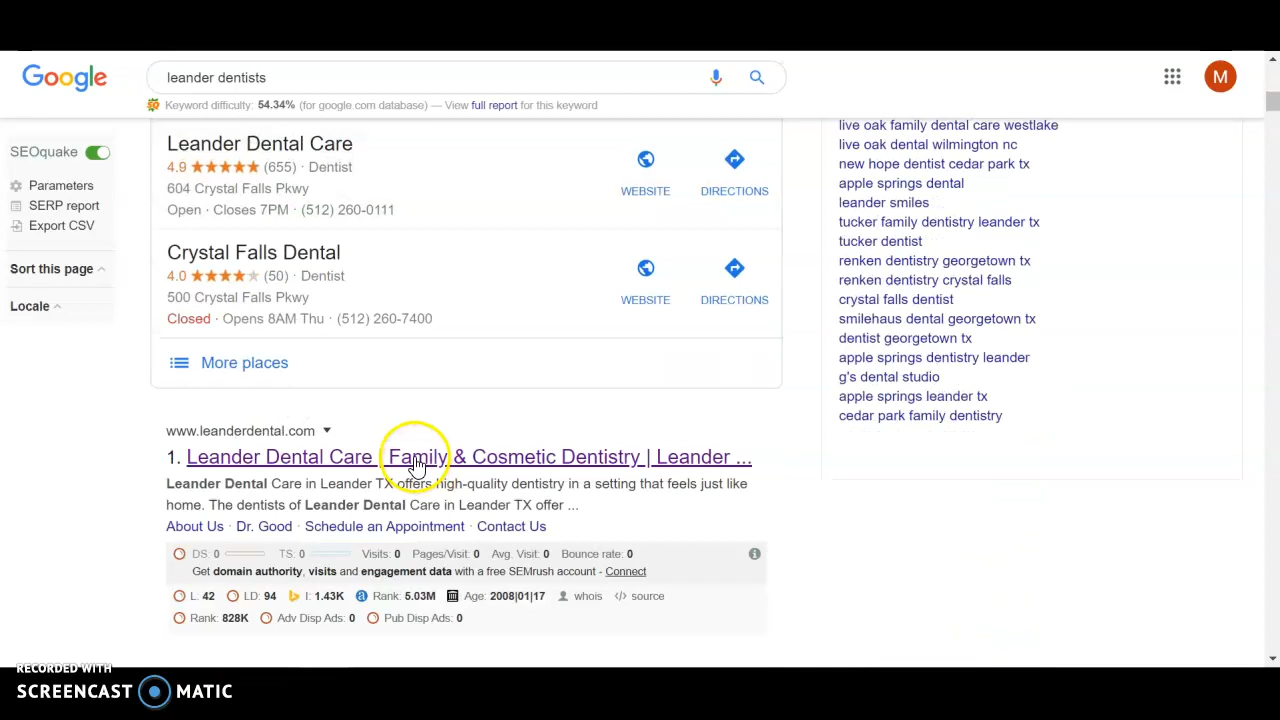 Google
leander dentists
M
Keyword difficulty: 54.34% (for google.com database) — View full report for this keyword
SEOquake
Parameters
SERP report
Export CSV
Sort this page
Locale
Leander Dental Care
4.9 (655) · Dentist
604 Crystal Falls Pkwy
Open · Closes 7PM · (512) 260-0111
WEBSITE
DIRECTIONS
Crystal Falls Dental
4.0 (50) · Dentist
500 Crystal Falls Pkwy
Closed · Opens 8AM Thu · (512) 260-7400
WEBSITE
DIRECTIONS
More places
www.leanderdental.com
1. Leander Dental Care | Family & Cosmetic Dentistry | Leander ...
Leander Dental Care in Leander TX offers high-quality dentistry in a setting that feels just like
home. The dentists of Leander Dental Care in Leander TX offer ...
About Us · Dr. Good · Schedule an Appointment · Contact Us
DS: 0 TS: 0 Visits: 0 Pages/Visit: 0 Avg. Visit: 0 Bounce rate: 0
Get domain authority, visits and engagement data with a free SEMrush account - Connect
L: 42 LD: 94 I: 1.43K Rank: 5.03M Age: 2008|01|17 whois source
Rank: 828K Adv Disp Ads: 0 Pub Disp Ads: 0
live oak family dental care westlake
live oak dental wilmington nc
new hope dentist cedar park tx
apple springs dental
leander smiles
tucker family dentistry leander tx
tucker dentist
renken dentistry georgetown tx
renken dentistry crystal falls
crystal falls dentist
smilehaus dental georgetown tx
dentist georgetown tx
apple springs dentistry leander
g's dental studio
apple springs leander tx
cedar park family dentistry
RECORDED WITH
SCREENCAST MATIC